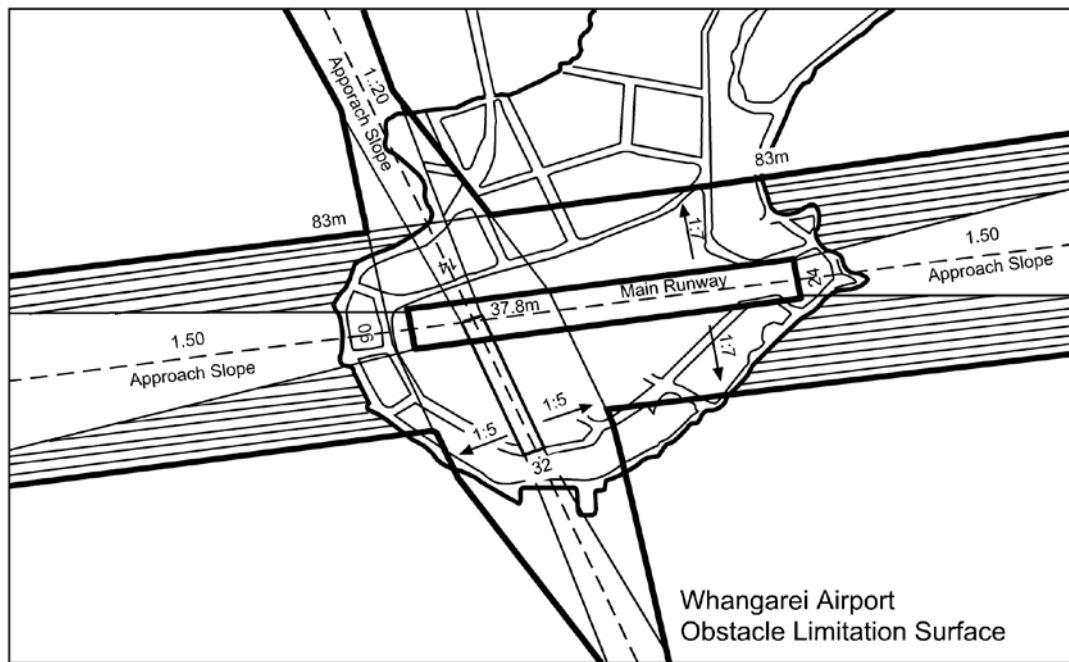 1.:20
Apporach Slope
83m
83m
1:7
14
1.50
Approach Slope
24
Main Runway
37.8m
06
1.50
Approach Slope
1:7
1:5
1:5
32
Whangarei Airport
Obstacle Limitation Surface